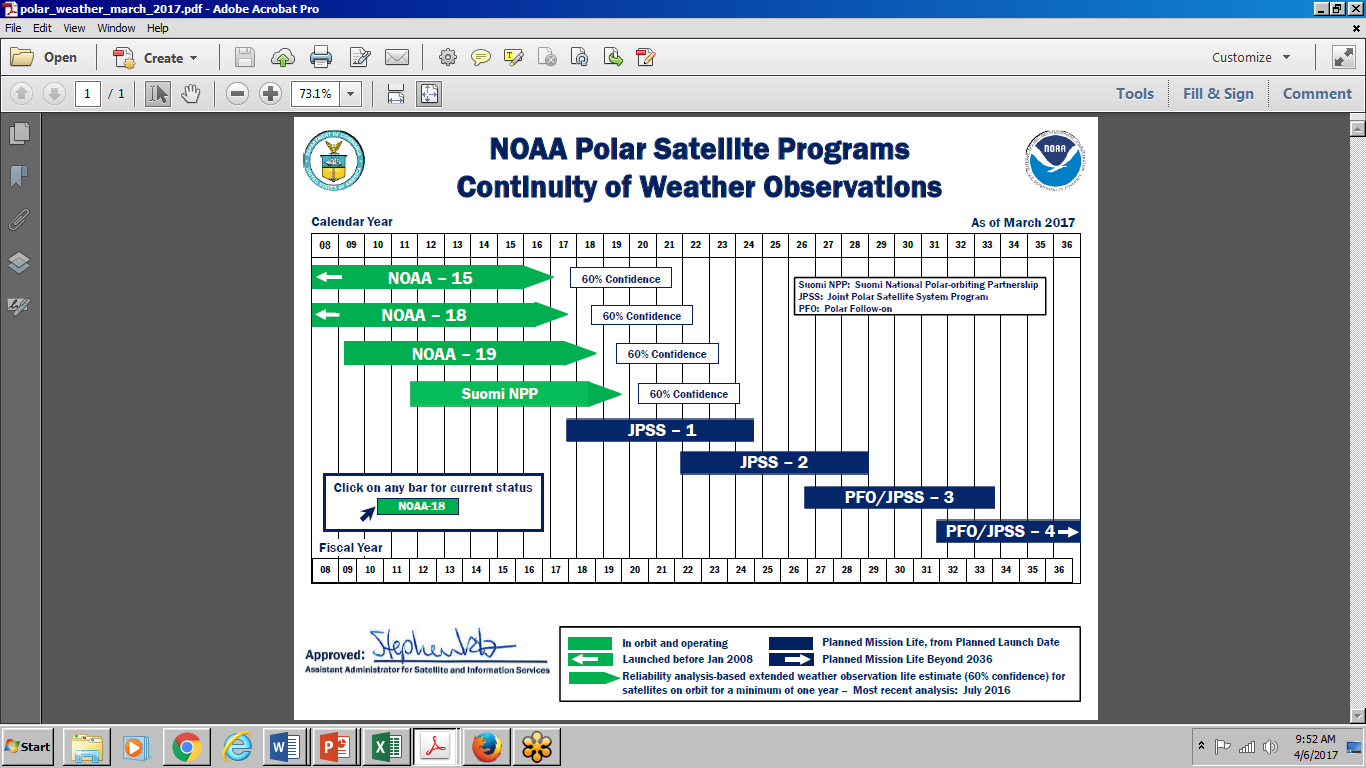 polar_weather_march_2017.pdf - Adobe Acrobat Pro
File Edit View Window Help
Open Create Customize
1 / 1 73.1% Tools Fill & Sign Comment
NOAA
NOAA Polar Satellite Programs
Continuity of Weather Observations
Calendar Year As of March 2017
08 09 10 11 12 13 14 15 16 17 18 19 20 21 22 23 24 25 26 27 28 29 30 31 32 33 34 35 36
NOAA – 15 60% Confidence
Suomi NPP: Suomi National Polar-orbiting Partnership
JPSS: Joint Polar Satellite System Program
PFO: Polar Follow-on
NOAA – 18 60% Confidence
NOAA – 19 60% Confidence
Suomi NPP 60% Confidence
JPSS – 1
JPSS – 2
Click on any bar for current status
NOAA-18
PFO/JPSS – 3
PFO/JPSS – 4
Fiscal Year
08 09 10 11 12 13 14 15 16 17 18 19 20 21 22 23 24 25 26 27 28 29 30 31 32 33 34 35 36
Approved:
Assistant Administrator for Satellite and Information Services
In orbit and operating
Planned Mission Life, from Planned Launch Date
Launched before Jan 2008
Planned Mission Life Beyond 2036
Reliability analysis-based extended weather observation life estimate (60% confidence) for
satellites on orbit for a minimum of one year – Most recent analysis: July 2016
Start
9:52 AM
4/6/2017